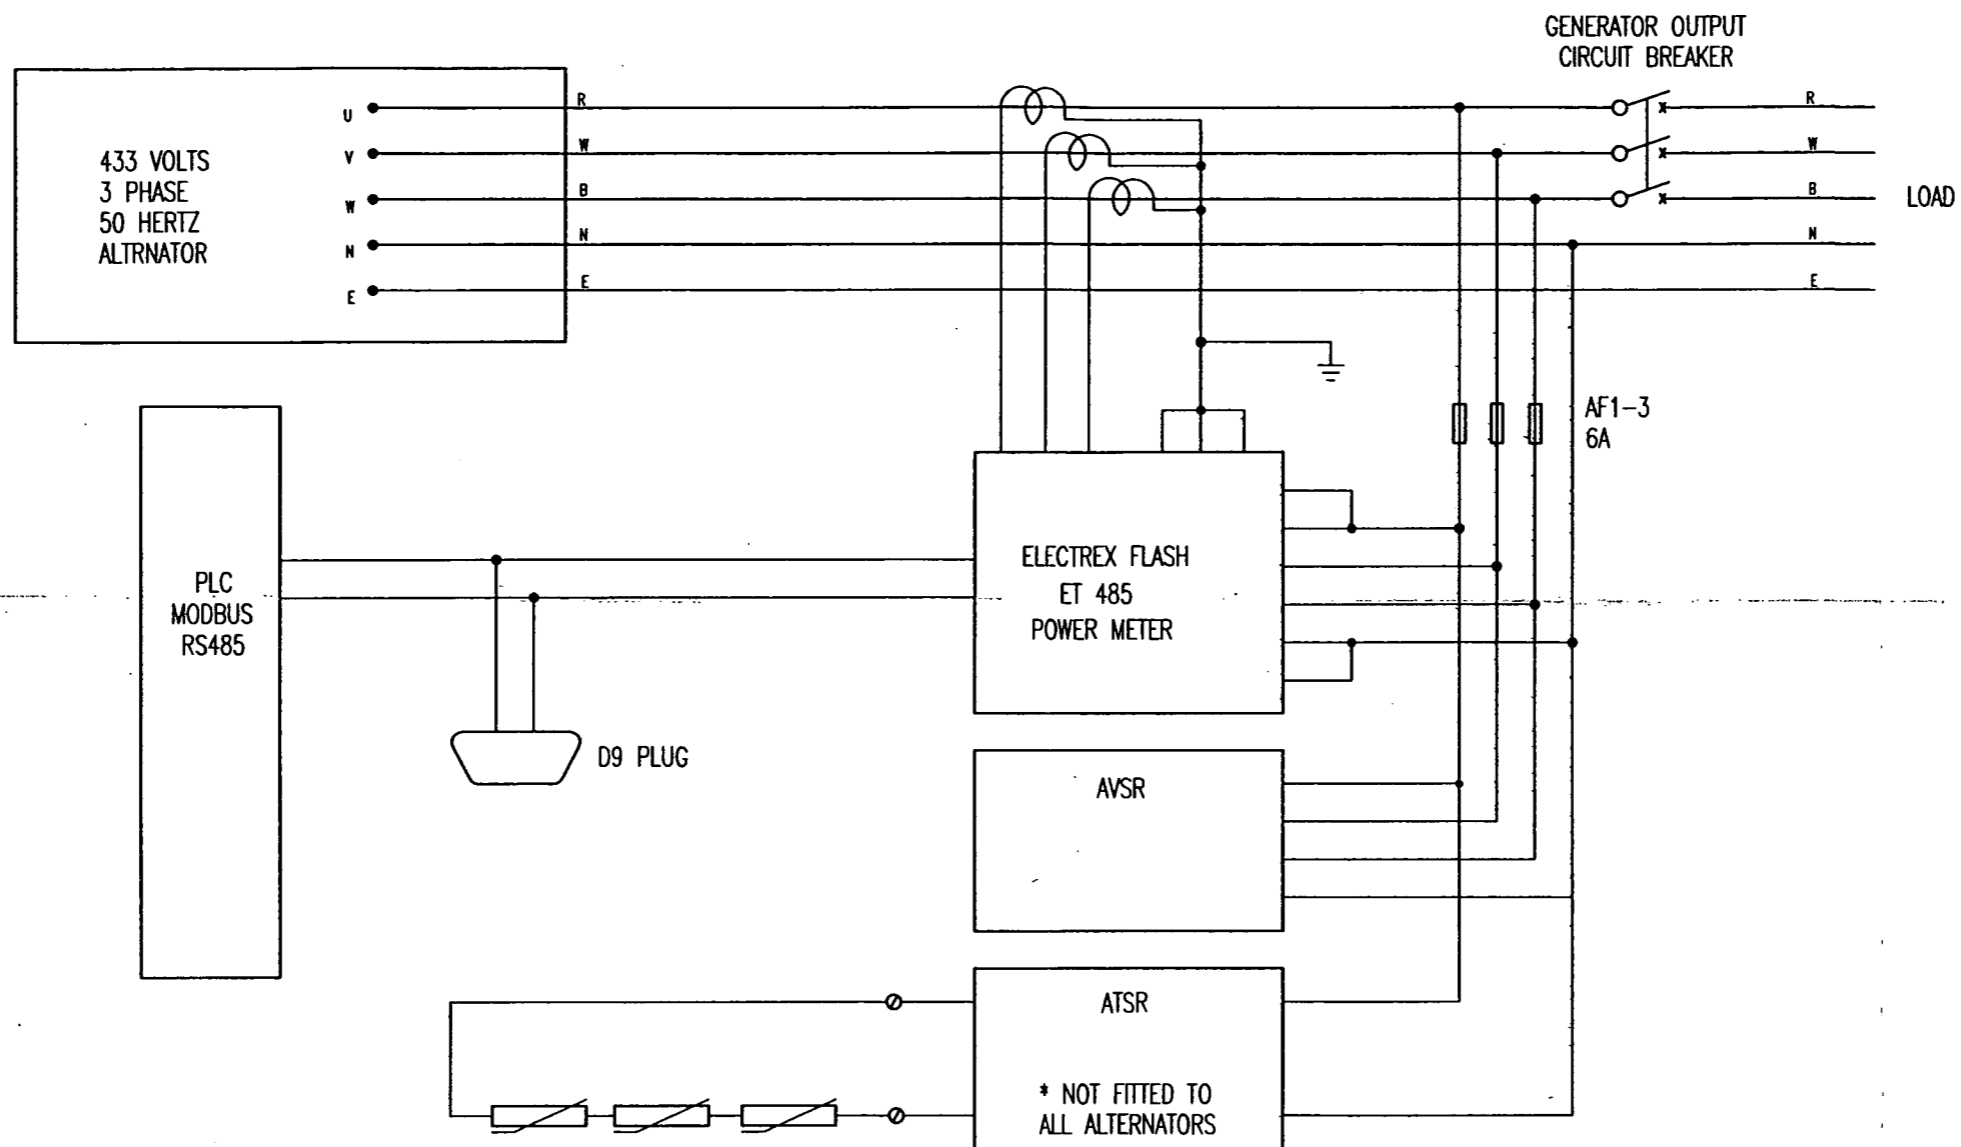 GENERATOR OUTPUT
CIRCUIT BREAKER
433 VOLTS
3 PHASE
50 HERTZ
ALTRNATOR
U
V
W
N
E
R
W
B
N
E
R
W
B
N
E
LOAD
AF1-3
6A
PLC
MODBUS
RS485
ELECTREX FLASH
ET 485
POWER METER
D9 PLUG
AVSR
ATSR
* NOT FITTED TO
ALL ALTERNATORS